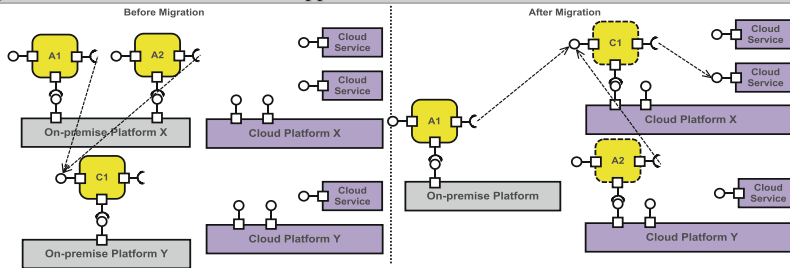 Before Migration
A1
A2
Cloud
Service
Cloud
Service
On-premise Platform X
Cloud Platform X
C1
Cloud
Service
On-premise Platform Y
Cloud Platform Y
After Migration
C1
Cloud
Service
Cloud
Service
A1
Cloud Platform X
A2
On-premise Platform
Cloud
Service
Cloud Platform Y